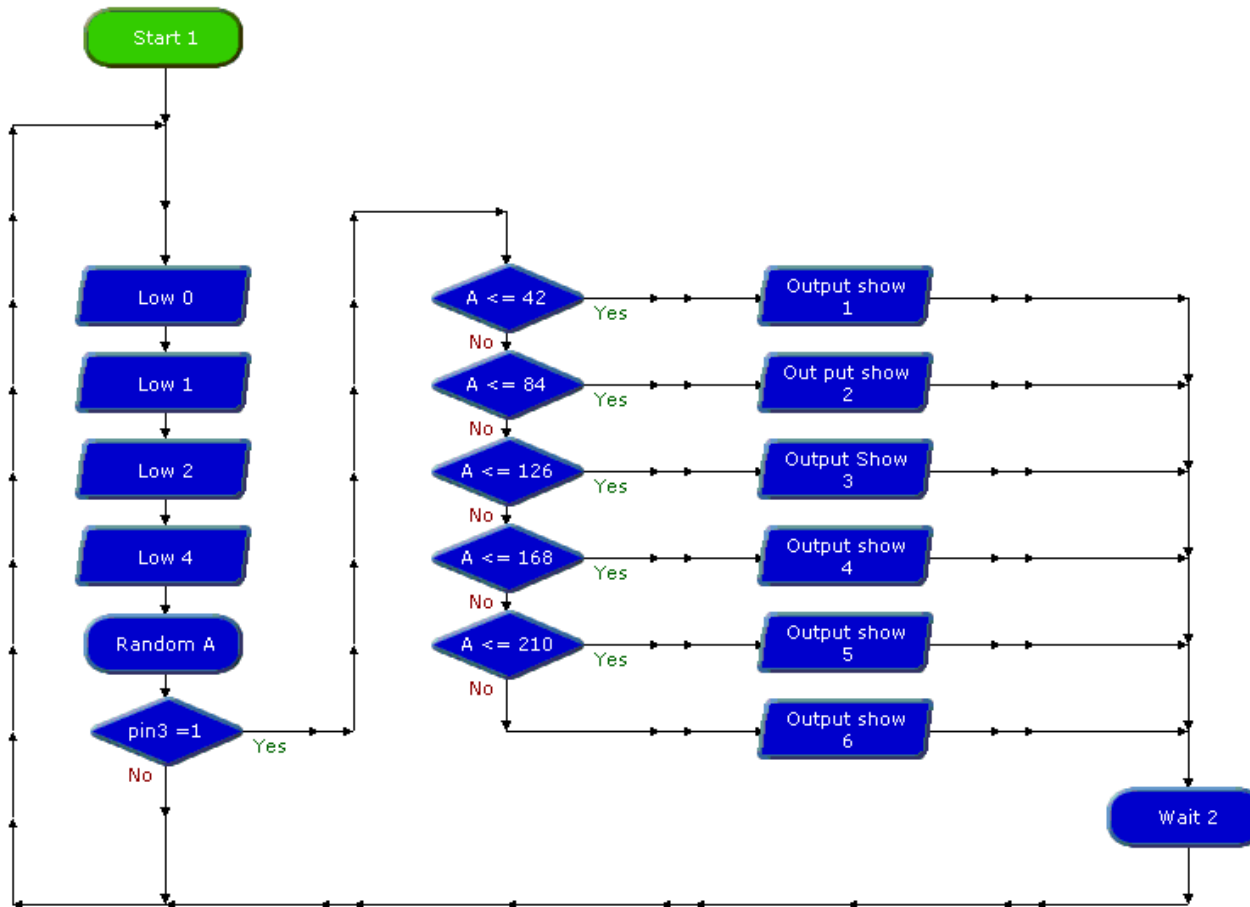 Start 1
Low 0
Low 1
Low 2
Low 4
Random A
pin3 =1
Yes
No
A <= 42
Yes
No
Output show
1
A <= 84
Yes
No
Out put show
2
A <= 126
Yes
No
Output Show
3
A <= 168
Yes
No
Output show
4
A <= 210
Yes
No
Output show
5
Output show
6
Wait 2